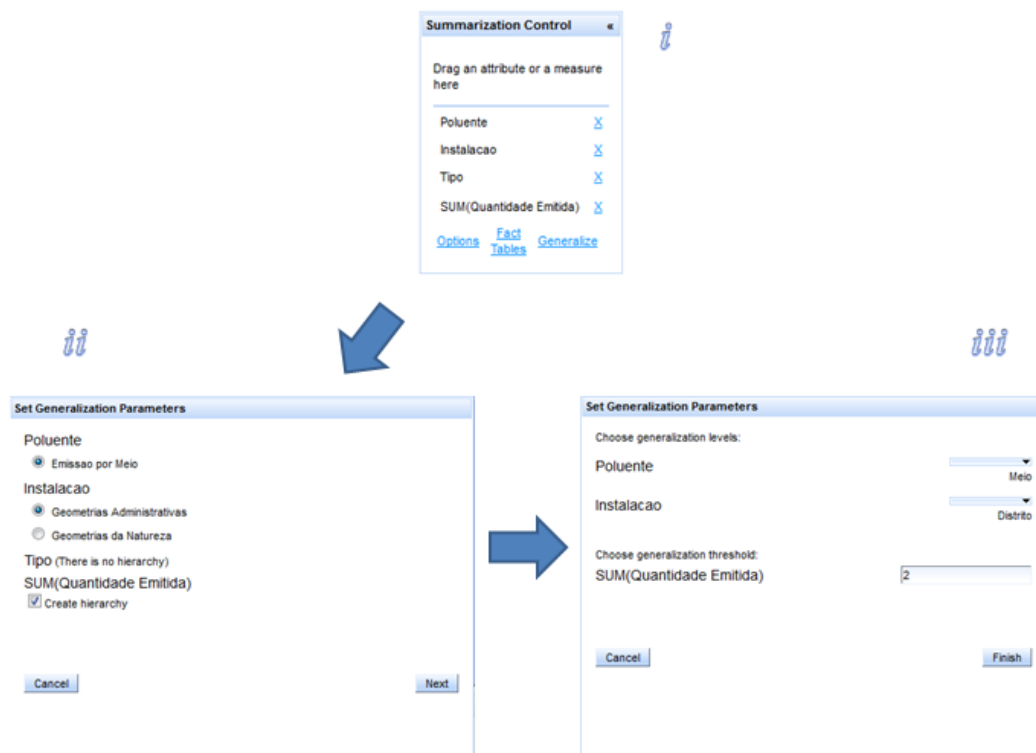 Summarization Control «
i
Drag an attribute or a measure
here
Poluente X
Instalacao X
Tipo X
SUM(Quantidade Emitida) X
Options Fact Tables Generalize
ii
iii
Set Generalization Parameters
Poluente
Emissao por Meio
Instalacao
Geometrias Administrativas
Geometrias da Natureza
Tipo (There is no hierarchy)
SUM(Quantidade Emitida)
Create hierarchy
Cancel Next
Set Generalization Parameters
Choose generalization levels:
Poluente
Meio
Instalacao
Distrito
Choose generalization threshold:
SUM(Quantidade Emitida) 2
Cancel Finish